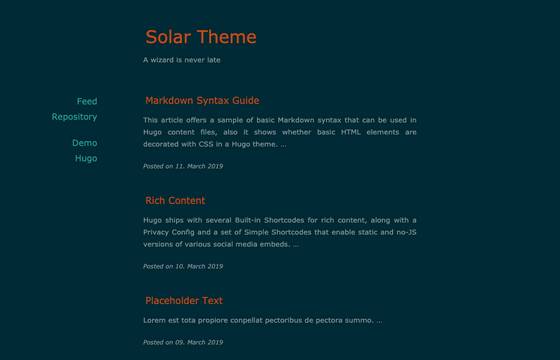 Solar Theme
A wizard is never late
Feed
Repository
Demo
Hugo
Markdown Syntax Guide
This article offers a sample of basic Markdown syntax that can be used in
Hugo content files, also it shows whether basic HTML elements are
decorated with CSS in a Hugo theme. ...
Posted on 11. March 2019
Rich Content
Hugo ships with several Built-in Shortcodes for rich content, along with a
Privacy Config and a set of Simple Shortcodes that enable static and no-JS
versions of various social media embeds. ...
Posted on 10. March 2019
Placeholder Text
Lorem est tota propiore conpellat pectoribus de pectora summo. ...
Posted on 09. March 2019